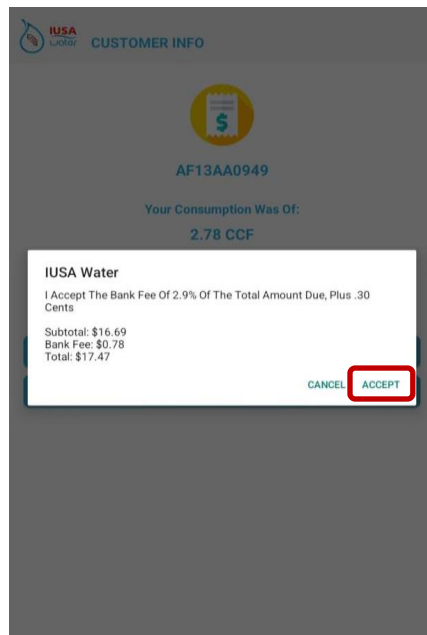 IUSA
water
CUSTOMER INFO
$
AF13AA0949
Your Consumption Was Of:
2.78 CCF
IUSA Water
I Accept The Bank Fee Of 2.9% Of The Total Amount Due, Plus .30
Cents
Subtotal: $16.69
Bank Fee: $0.78
Total: $17.47
CANCEL ACCEPT